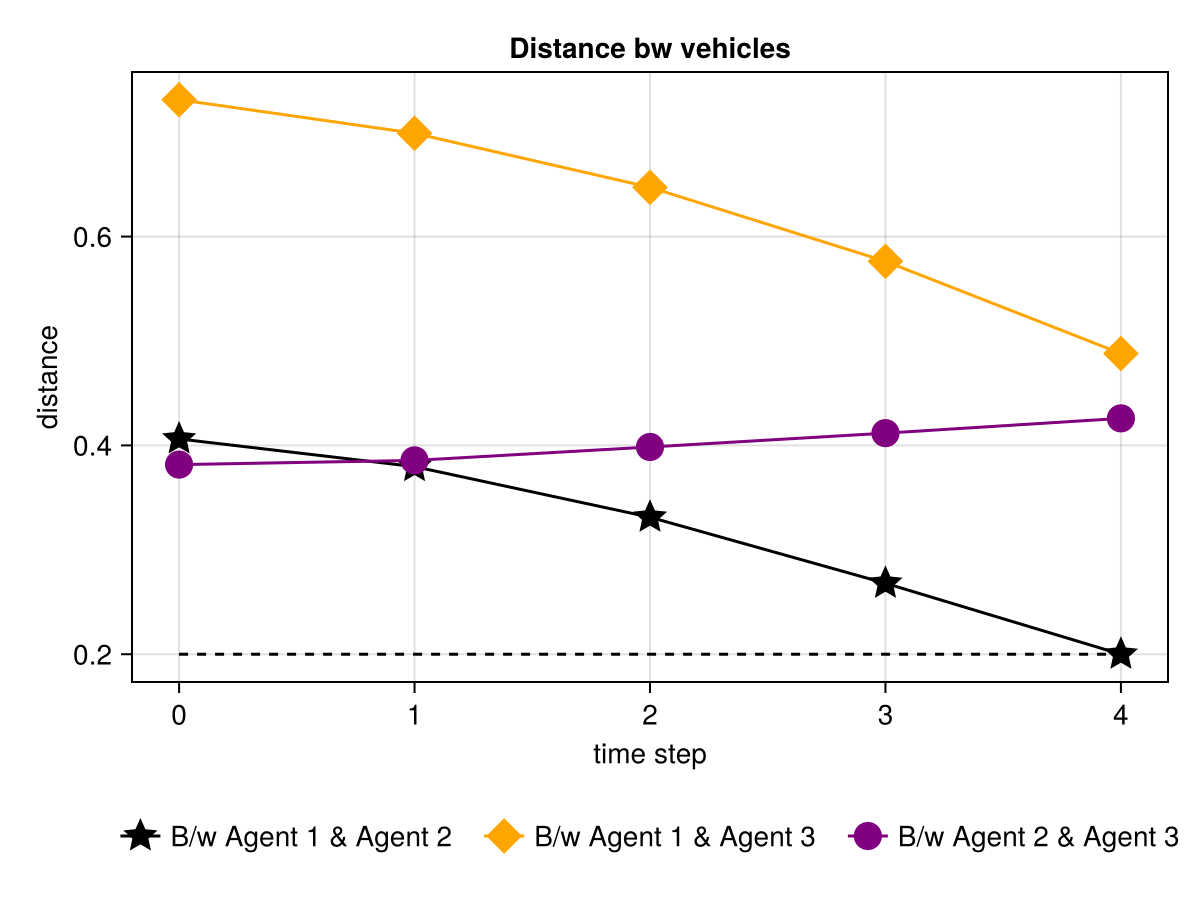 Distance bw vehicles
distance
0.6
0.4
0.2
0 1 2 3 4
time step
B/w Agent 1 & Agent 2 B/w Agent 1 & Agent 3 B/w Agent 2 & Agent 3